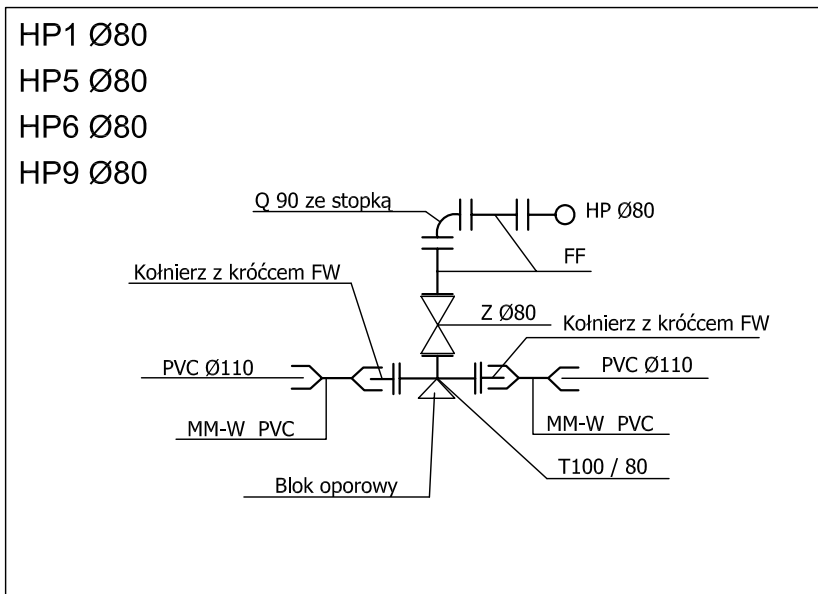 HP1 Ø80
HP5 Ø80
HP6 Ø80
HP9 Ø80
Q 90 ze stopką
HP Ø80
FF
Kołnierz z króćcem FW
Z Ø80
Kołnierz z króćcem FW
PVC Ø110
PVC Ø110
MM-W PVC
MM-W PVC
T100 / 80
Blok oporowy